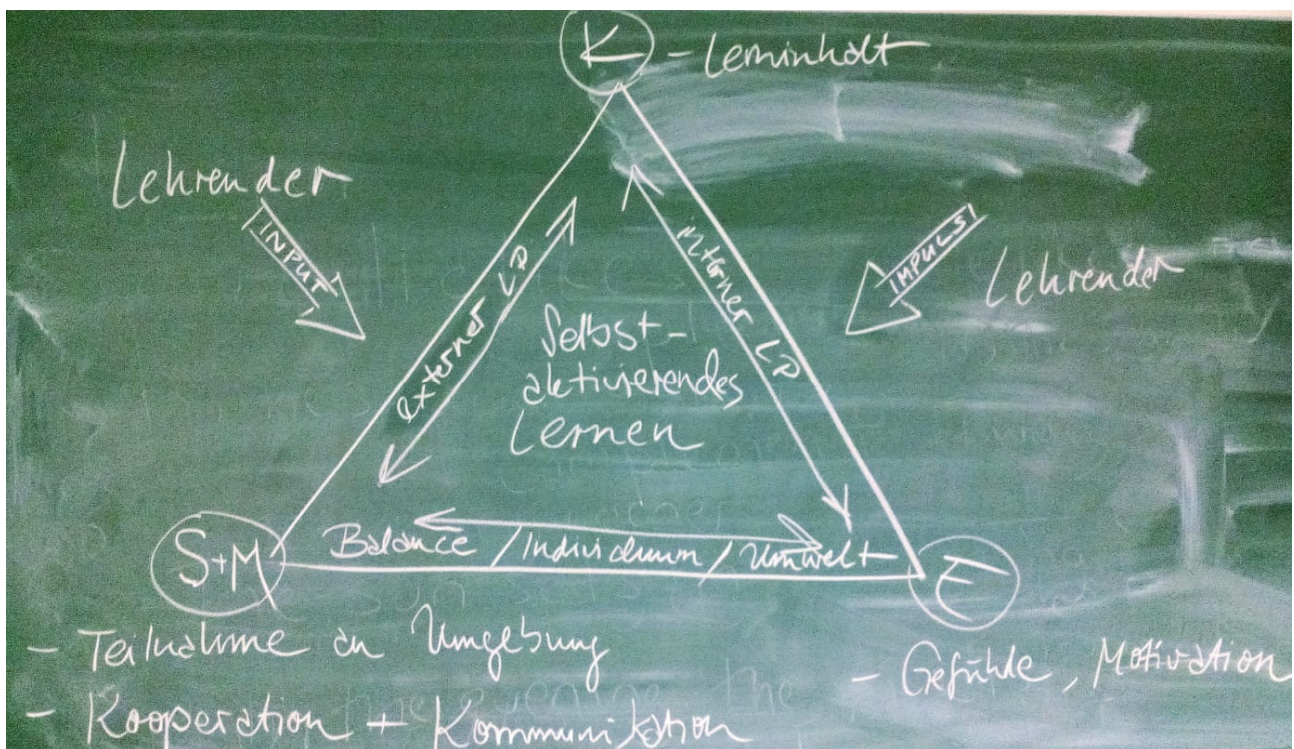 K - Lerninhalt
Lehrender
INPUT
IMPULS
Lehrender
externer LP
interner LP
Selbst-
aktivierendes
Lernen
S+M
Balance / Individuum / Umwelt
E
- Teilnahme an Umgebung
- Gefühle, Motivation
- Kooperation + Kommunikation